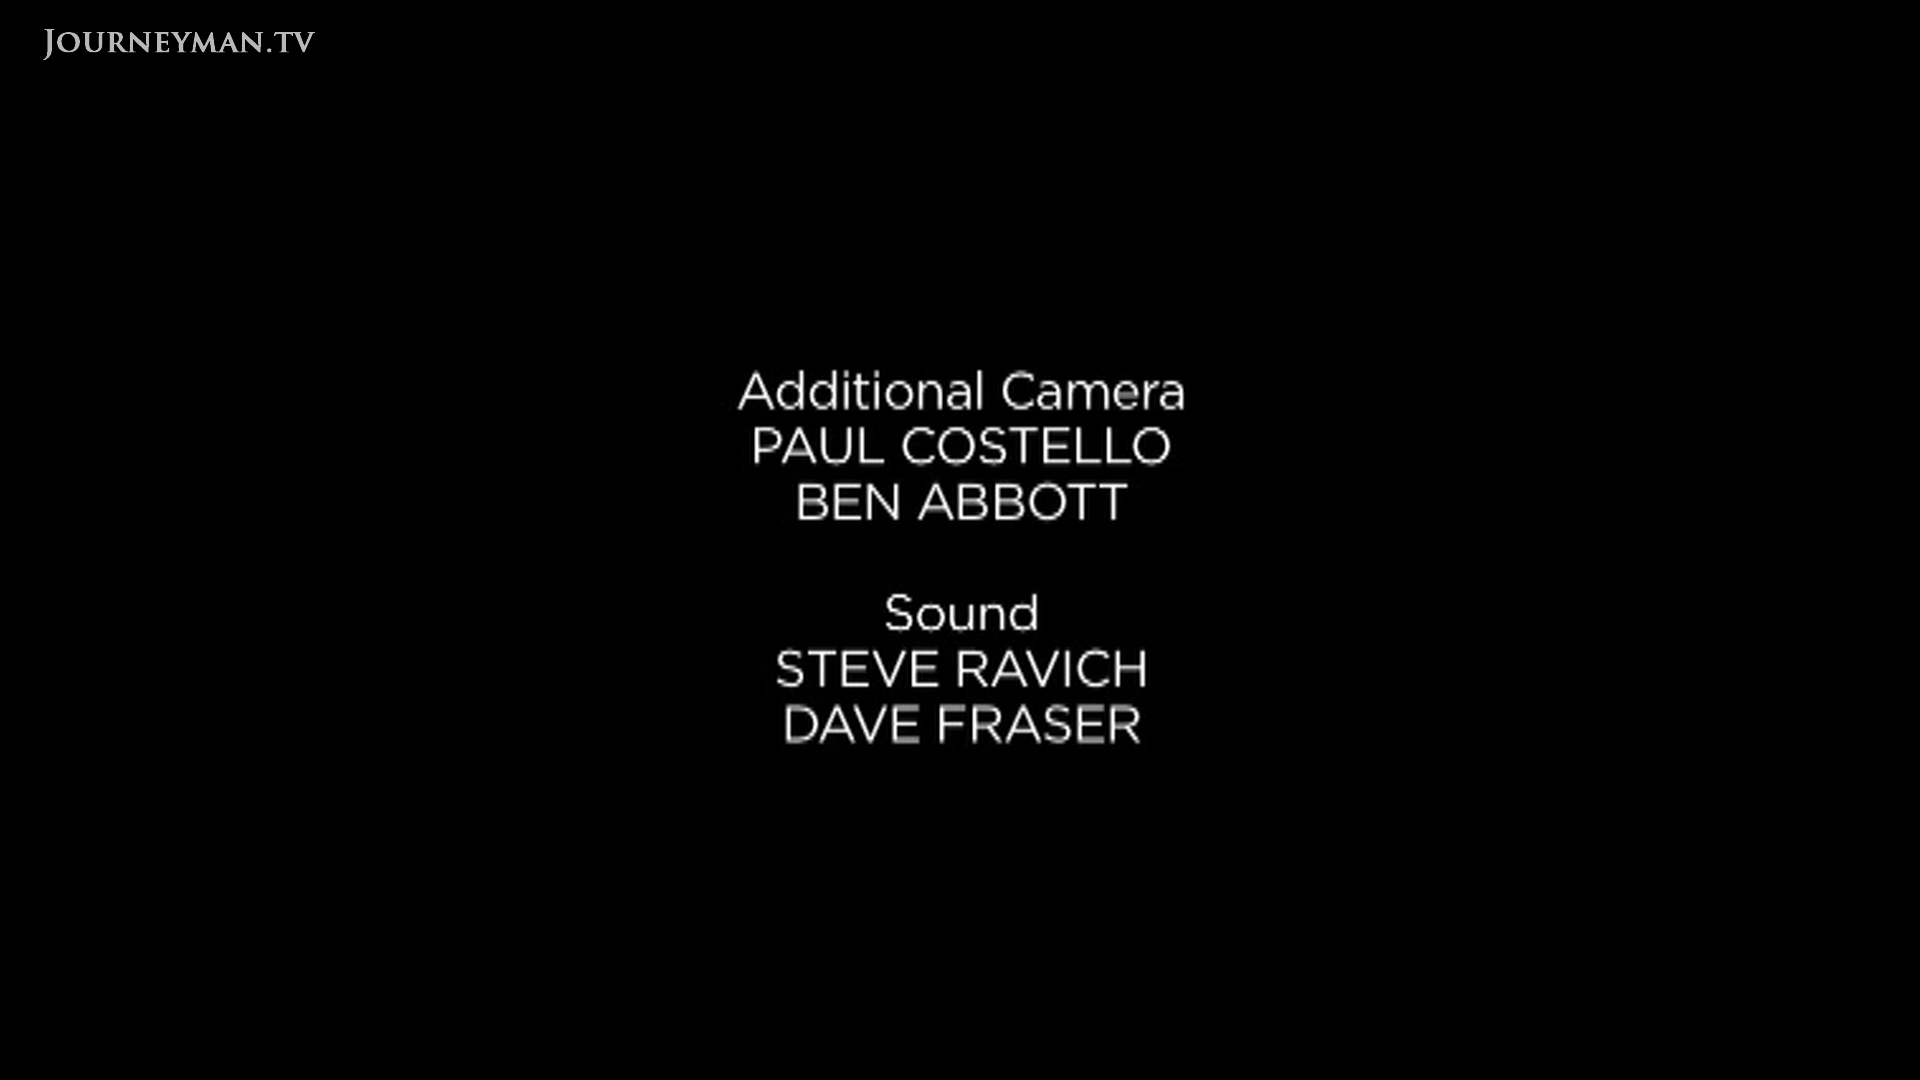 JOURNEYMAN.TV
Additional Camera
PAUL COSTELLO
BEN ABBOTT
Sound
STEVE RAVICH
DAVE FRASER